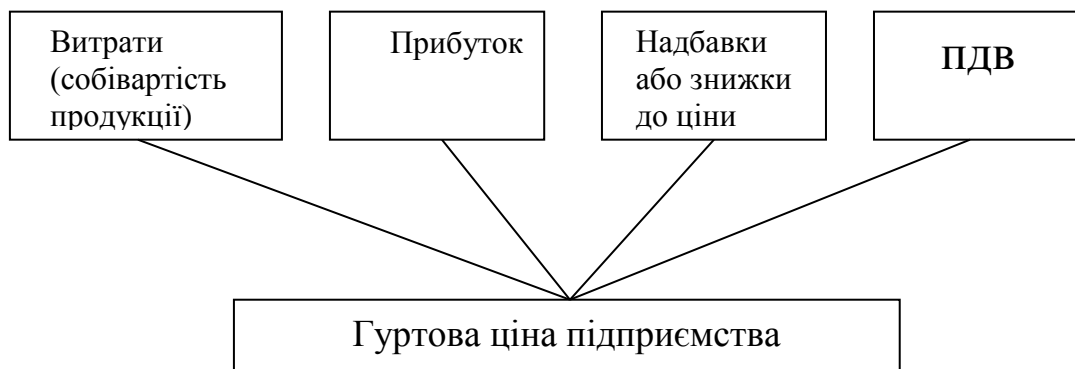 Витрати
(собівартість
продукції)
Прибуток
Надбавки
або знижки
до ціни
ПДВ
Гуртова ціна підприємства